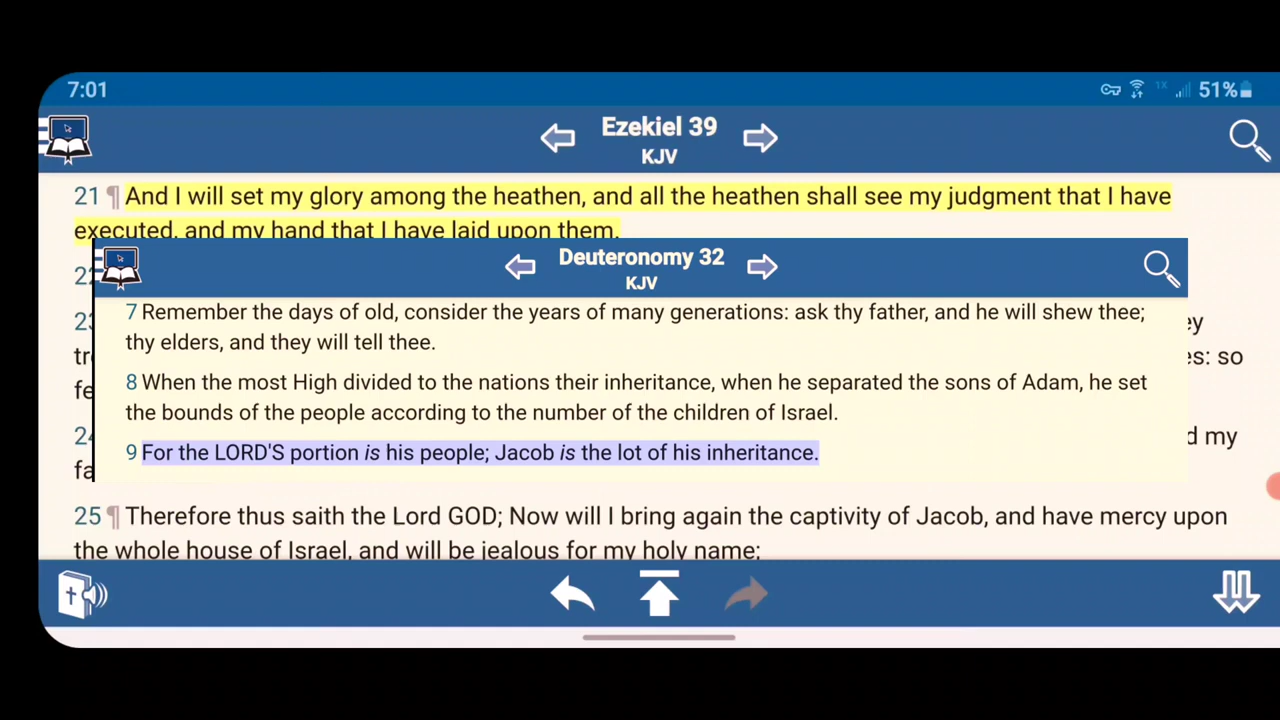 7:01
1X
51%
Ezekiel 39
KJV
21 ¶ And I will set my glory among the heathen, and all the heathen shall see my judgment that I have
executed, and my hand that I have laid upon them.
Deuteronomy 32
KJV
7 Remember the days of old, consider the years of many generations: ask thy father, and he will shew thee;
thy elders, and they will tell thee.
8 When the most High divided to the nations their inheritance, when he separated the sons of Adam, he set
the bounds of the people according to the number of the children of Israel.
9 For the LORD'S portion is his people; Jacob is the lot of his inheritance.
es: so
d my
25 ¶ Therefore thus saith the Lord GOD; Now will I bring again the captivity of Jacob, and have mercy upon
the whole house of Israel, and will be jealous for my holy name;